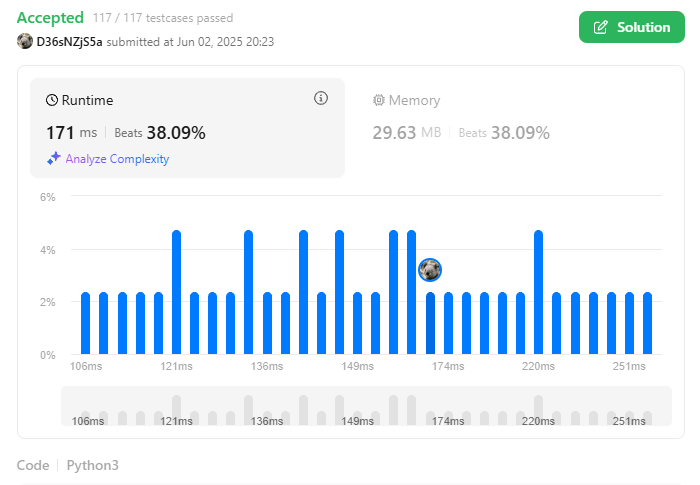 Accepted 117 / 117 testcases passed
D36sNZjS5a submitted at Jun 02, 2025 20:23
Solution
Runtime
171 ms Beats 38.09%
Analyze Complexity
Memory
29.63 MB Beats 38.09%
6%
4%
2%
0%
106ms 121ms 136ms 149ms 174ms 220ms 251ms
106ms 121ms 136ms 149ms 174ms 220ms 251ms
Code Python3